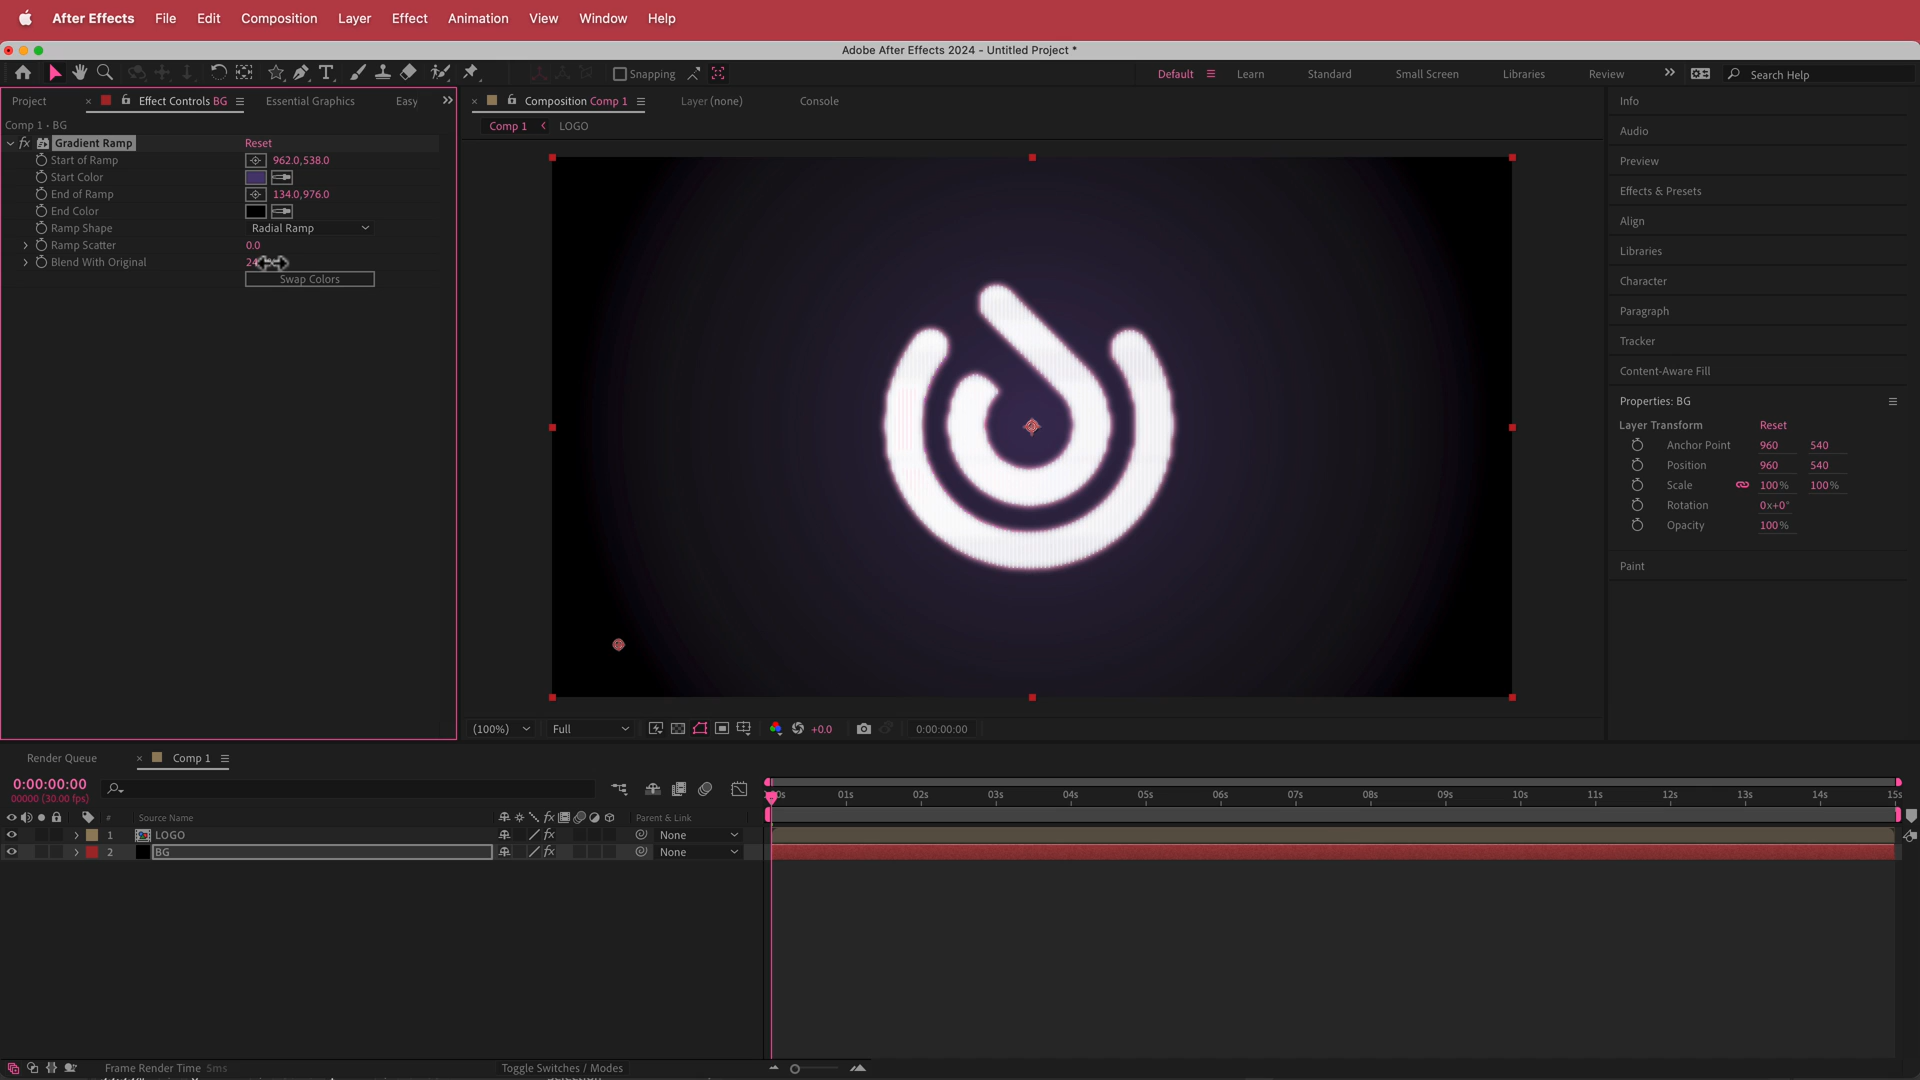 After Effects File Edit Composition Layer Effect Animation View Window Help
Adobe After Effects 2024 - Untitled Project *
Snapping
Default Learn Standard Small Screen Libraries Review Search Help
Project Effect Controls BG Essential Graphics Easy
Comp 1 • BG
fx Gradient Ramp Reset
Start of Ramp 962.0,538.0
Start Color
End of Ramp 134.0,976.0
End Color
Ramp Shape Radial Ramp
Ramp Scatter 0.0
Blend With Original
Swap Colors
Composition Comp 1 Layer (none) Console
Comp 1 LOGO
(100%) Full +0.0 0:00:00:00
Info
Audio
Preview
Effects & Presets
Align
Libraries
Character
Paragraph
Tracker
Content-Aware Fill
Properties: BG
Layer Transform Reset
Anchor Point 960 540
Position 960 540
Scale 100% 100%
Rotation 0x+0°
Opacity 100%
Paint
Render Queue Comp 1
0:00:00:00
00000 (30.00 fps)
01s 02s 03s 04s 05s 06s 07s 08s 09s 10s 11s 12s 13s 14s 15s
# Source Name fx Parent & Link
1 LOGO fx None
2 BG fx None
Frame Render Time 5ms Toggle Switches / Modes